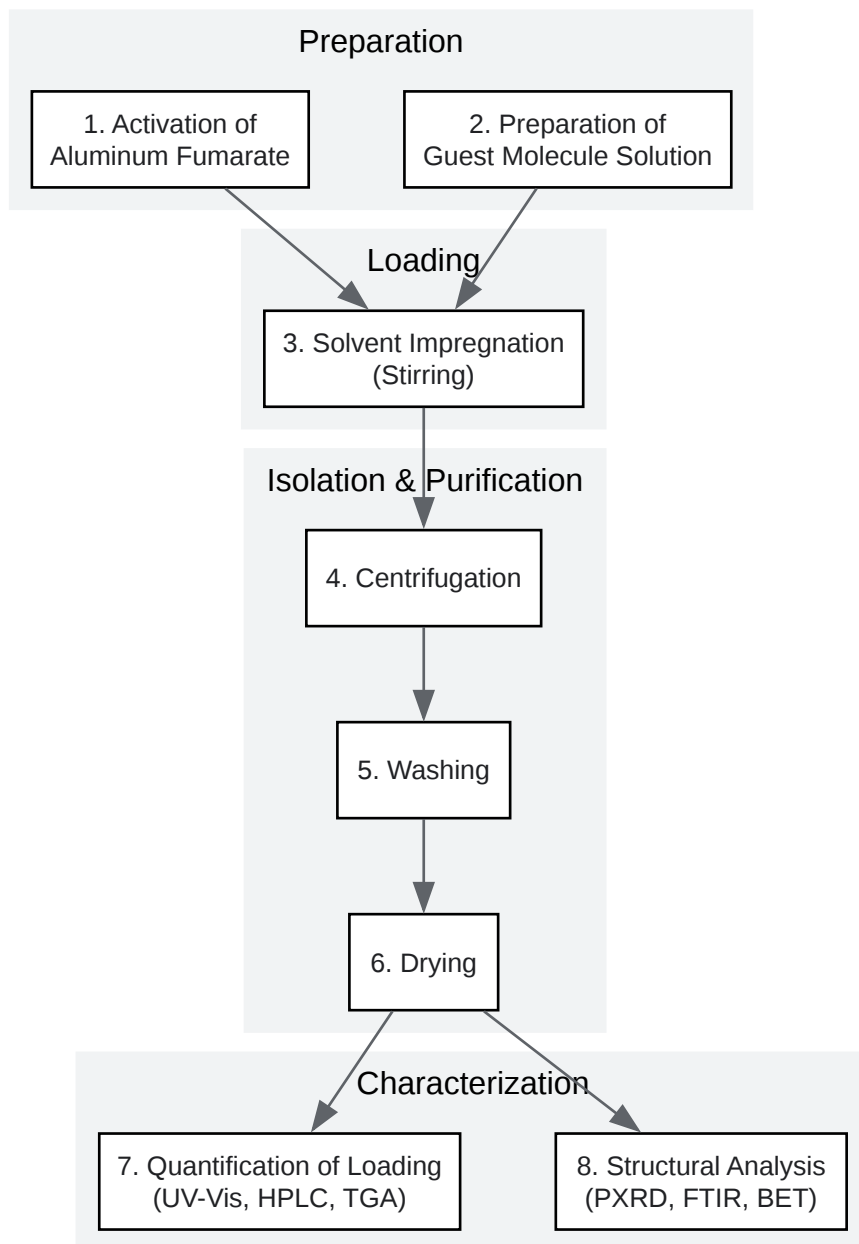 Preparation
1. Activation of
Aluminum Fumarate
2. Preparation of
Guest Molecule Solution
Loading
3. Solvent Impregnation
(Stirring)
Isolation & Purification
4. Centrifugation
5. Washing
6. Drying
Characterization
7. Quantification of Loading
(UV-Vis, HPLC, TGA)
8. Structural Analysis
(PXRD, FTIR, BET)